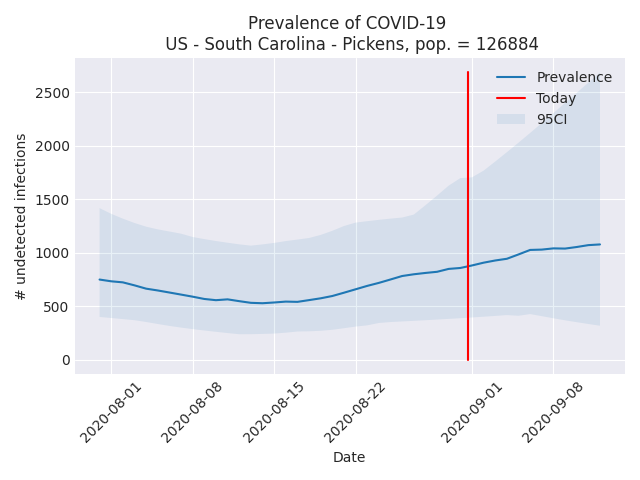 Prevalence of COVID-19
US - South Carolina - Pickens, pop. = 126884
Prevalence
Today
95CI
# undetected infections
2500
2000
1500
1000
500
0
2020-08-01
2020-08-08
2020-08-15
2020-08-22
2020-09-01
2020-09-08
Date